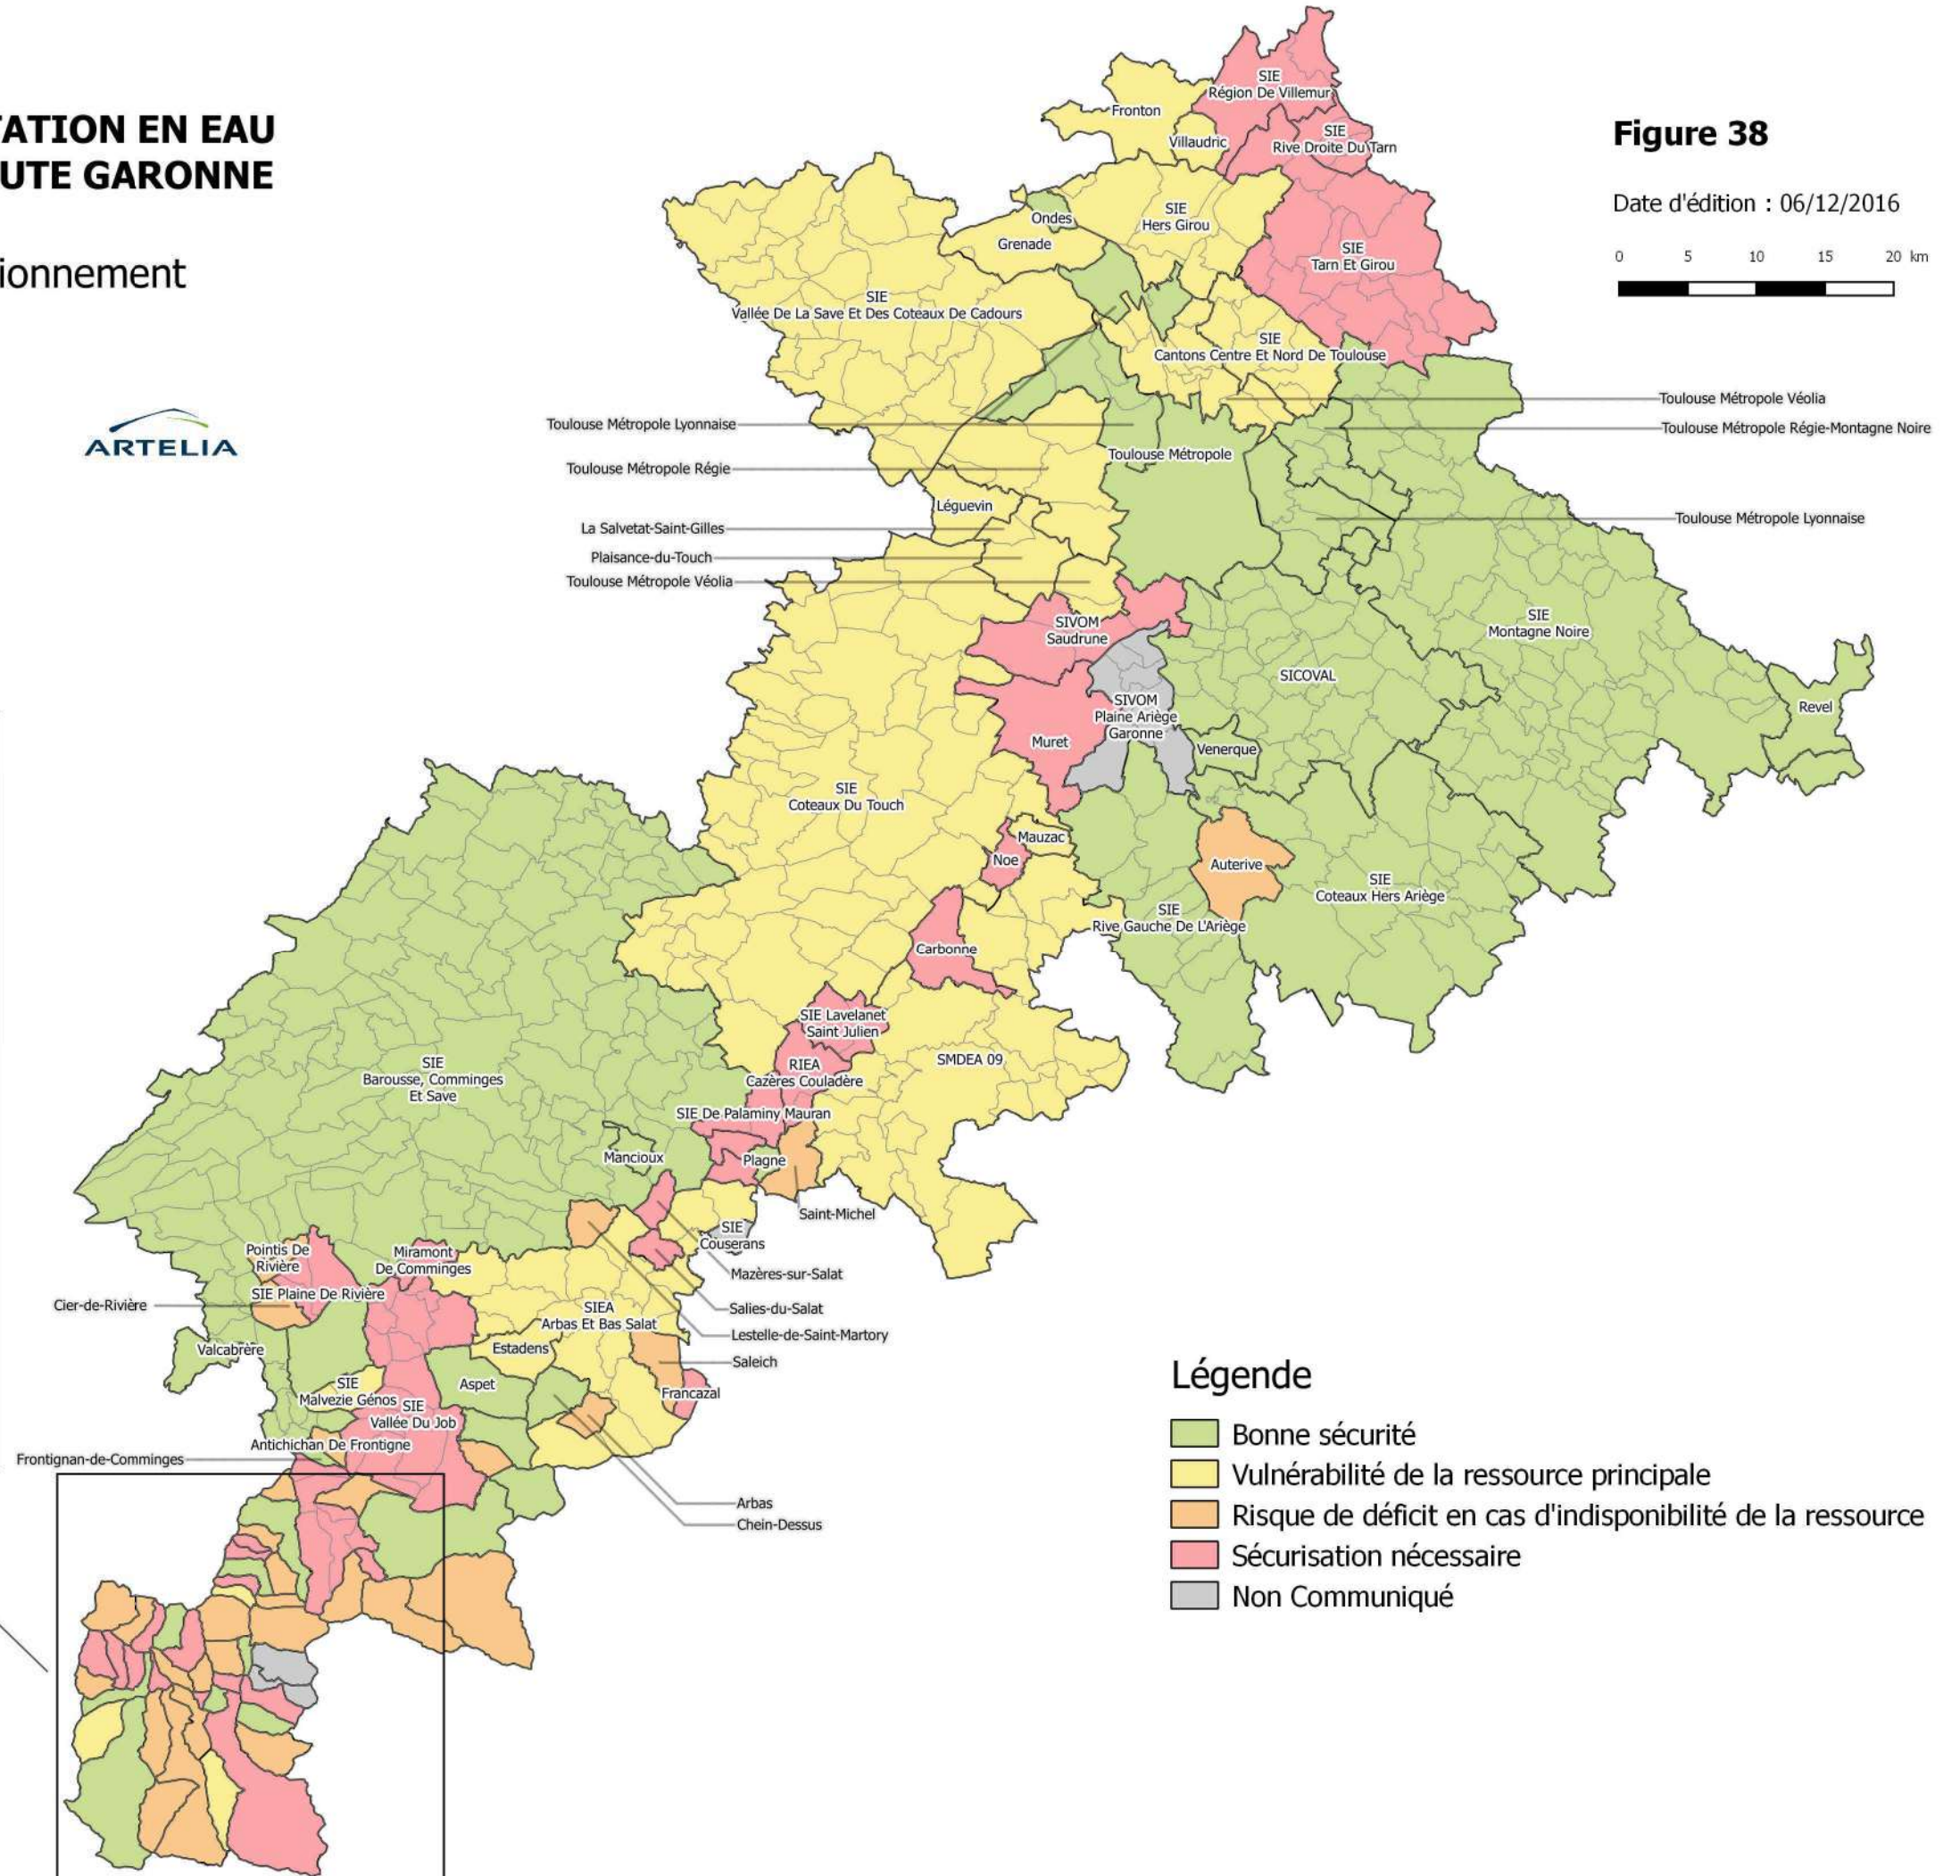 TATION EN EAU
UTE GARONNE
ionnement
ARTELIA
Figure 38
Date d'édition : 06/12/2016
0 5 10 15 20 km
SIE
Région De Villemur
Fronton
Villaudric
SIE
Rive Droite Du Tarn
Ondes
Grenade
SIE
Hers Girou
SIE
Tarn Et Girou
SIE
Vallée De La Save Et Des Coteaux De Cadours
SIE
Cantons Centre Et Nord De Toulouse
Toulouse Métropole Véolia
Toulouse Métropole Régie-Montagne Noire
Toulouse Métropole Lyonnaise
Toulouse Métropole Lyonnaise
Toulouse Métropole
Toulouse Métropole Régie
Léguevin
La Salvetat-Saint-Gilles
Plaisance-du-Touch
Toulouse Métropole Véolia
SIVOM
Saudrune
SIE
Montagne Noire
SICOVAL
Revel
SIVOM
Plaine Ariège
Garonne
Muret
Venerque
SIE
Coteaux Du Touch
Mauzac
Noe
Auterive
SIE
Coteaux Hers Ariège
SIE
Rive Gauche De L'Ariège
Carbonne
SIE Lavelanet
Saint Julien
SMDEA 09
RIEA
Cazères Couladère
SIE
Barousse, Comminges
Et Save
SIE De Palaminy Mauran
Mancioux
Plagne
Saint-Michel
SIE
Couserans
Pointis De
Rivière
Miramont
De Comminges
Mazères-sur-Salat
SIE Plaine De Rivière
Cier-de-Rivière
Salies-du-Salat
SIEA
Arbas Et Bas Salat
Lestelle-de-Saint-Martory
Valcabrère
Estadens
Saleich
SIE
Malvezie Génos
Aspet
Francazal
SIE
Vallée Du Job
Antichichan De Frontigne
Frontignan-de-Comminges
Arbas
Chein-Dessus
Légende
Bonne sécurité
Vulnérabilité de la ressource principale
Risque de déficit en cas d'indisponibilité de la ressource
Sécurisation nécessaire
Non Communiqué